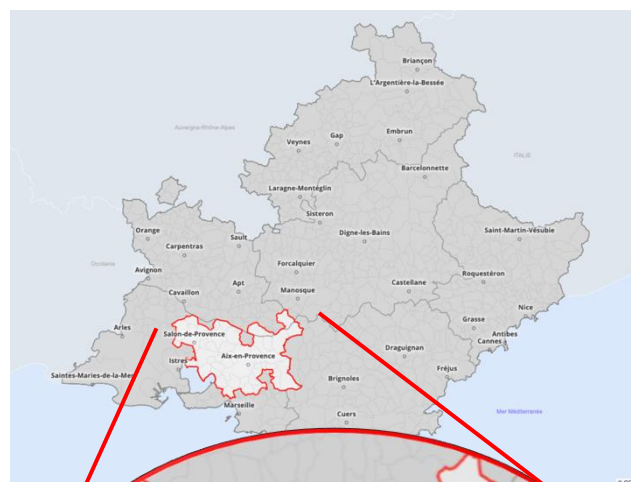 Briançon
L'Argentière-la-Bessée
Auvergne-Rhône-Alpes
Embrun
Gap
Veynes
ITALIE
Barcelonnette
Laragne-Montéglin
Sisteron
Orange
Saint-Martin-Vésubie
Digne-les-Bains
Sault
Carpentras
Occitanie
Forcalquier
Avignon
Roquestéron
Apt
Castellane
Cavaillon
Manosque
Nice
Grasse
Arles
Salon-de-Provence
Antibes
Cannes
Draguignan
Aix-en-Provence
Istres
Fréjus
Saintes-Maries-de-la-Mer
Brignoles
Marseille
Mer Méditerranée
Cuers